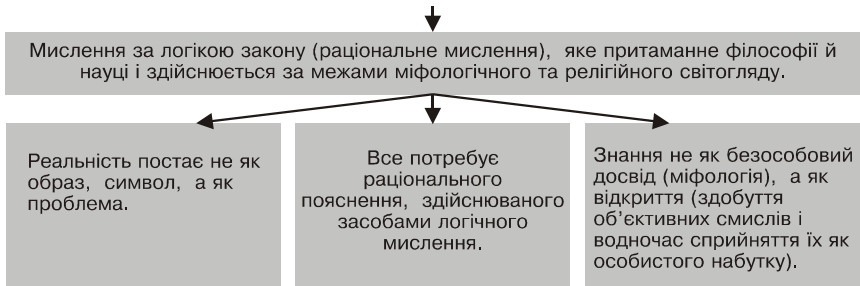 Мислення за логікою закону (раціональне мислення), яке притаманне філософії й
науці і здійснюється за межами міфологічного та релігійного світогляду.
Реальність постає не як
образ, символ, а як
проблема.
Все потребує
раціонального
пояснення, здійснюваного
засобами логічного
мислення.
Знання не як безособовий
досвід (міфологія), а як
відкриття (здобуття
об’єктивних смислів і
водночас сприйняття їх як
особистого набутку).